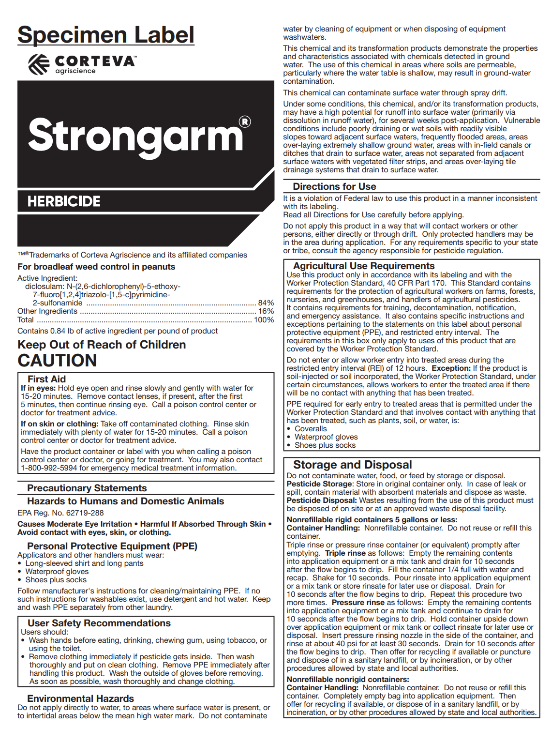 Specimen Label
CORTEVA™
agriscience
Strongarm®
HERBICIDE
™®Trademarks of Corteva Agriscience and its affiliated companies
For broadleaf weed control in peanuts
Active Ingredient:
diclosulam: N-(2,6-dichlorophenyl)-5-ethoxy-
7-fluoro[1,2,4]triazolo-[1,5-c]pyrimidine-
2-sulfonamide ........ 84%
Other Ingredients ........ 16%
Total ........ 100%
Contains 0.84 lb of active ingredient per pound of product
Keep Out of Reach of Children
CAUTION
First Aid
If in eyes: Hold eye open and rinse slowly and gently with water for
15-20 minutes. Remove contact lenses, if present, after the first
5 minutes, then continue rinsing eye. Call a poison control center or
doctor for treatment advice.
If on skin or clothing: Take off contaminated clothing. Rinse skin
immediately with plenty of water for 15-20 minutes. Call a poison
control center or doctor for treatment advice.
Have the product container or label with you when calling a poison
control center or doctor, or going for treatment. You may also contact
1-800-992-5994 for emergency medical treatment information.
Precautionary Statements
Hazards to Humans and Domestic Animals
EPA Reg. No. 62719-288
Causes Moderate Eye Irritation • Harmful If Absorbed Through Skin •
Avoid contact with eyes, skin, or clothing.
Personal Protective Equipment (PPE)
Applicators and other handlers must wear:
• Long-sleeved shirt and long pants
• Waterproof gloves
• Shoes plus socks
Follow manufacturer's instructions for cleaning/maintaining PPE. If no
such instructions for washables exist, use detergent and hot water. Keep
and wash PPE separately from other laundry.
User Safety Recommendations
Users should:
• Wash hands before eating, drinking, chewing gum, using tobacco, or
using the toilet.
• Remove clothing immediately if pesticide gets inside. Then wash
thoroughly and put on clean clothing. Remove PPE immediately after
handling this product. Wash the outside of gloves before removing.
As soon as possible, wash thoroughly and change clothing.
Environmental Hazards
Do not apply directly to water, to areas where surface water is present, or
to intertidal areas below the mean high water mark. Do not contaminate
water by cleaning of equipment or when disposing of equipment
washwaters.
This chemical and its transformation products demonstrate the properties
and characteristics associated with chemicals detected in ground
water. The use of this chemical in areas where soils are permeable,
particularly where the water table is shallow, may result in ground-water
contamination.
This chemical can contaminate surface water through spray drift.
Under some conditions, this chemical, and/or its transformation products,
may have a high potential for runoff into surface water (primarily via
dissolution in runoff water), for several weeks post-application. Vulnerable
conditions include poorly draining or wet soils with readily visible
slopes toward adjacent surface waters, frequently flooded areas, areas
over-laying extremely shallow ground water, areas with in-field canals or
ditches that drain to surface water, areas not separated from adjacent
surface waters with vegetated filter strips, and areas over-laying tile
drainage systems that drain to surface water.
Directions for Use
It is a violation of Federal law to use this product in a manner inconsistent
with its labeling.
Read all Directions for Use carefully before applying.
Do not apply this product in a way that will contact workers or other
persons, either directly or through drift. Only protected handlers may be
in the area during application. For any requirements specific to your state
or tribe, consult the agency responsible for pesticide regulation.
Agricultural Use Requirements
Use this product only in accordance with its labeling and with the
Worker Protection Standard, 40 CFR Part 170. This Standard contains
requirements for the protection of agricultural workers on farms, forests,
nurseries, and greenhouses, and handlers of agricultural pesticides.
It contains requirements for training, decontamination, notification,
and emergency assistance. It also contains specific instructions and
exceptions pertaining to the statements on this label about personal
protective equipment (PPE), and restricted entry interval. The
requirements in this box only apply to uses of this product that are
covered by the Worker Protection Standard.
Do not enter or allow worker entry into treated areas during the
restricted entry interval (REI) of 12 hours. Exception: If the product is
soil-injected or soil incorporated, the Worker Protection Standard, under
certain circumstances, allows workers to enter the treated area if there
will be no contact with anything that has been treated.
PPE required for early entry to treated areas that is permitted under the
Worker Protection Standard and that involves contact with anything that
has been treated, such as plants, soil, or water, is:
• Coveralls
• Waterproof gloves
• Shoes plus socks
Storage and Disposal
Do not contaminate water, food, or feed by storage or disposal.
Pesticide Storage: Store in original container only. In case of leak or
spill, contain material with absorbent materials and dispose as waste.
Pesticide Disposal: Wastes resulting from the use of this product must
be disposed of on site or at an approved waste disposal facility.
Nonrefillable rigid containers 5 gallons or less:
Container Handling: Nonrefillable container. Do not reuse or refill this
container.
Triple rinse or pressure rinse container (or equivalent) promptly after
emptying. Triple rinse as follows: Empty the remaining contents
into application equipment or a mix tank and drain for 10 seconds
after the flow begins to drip. Fill the container 1/4 full with water and
recap. Shake for 10 seconds. Pour rinsate into application equipment
or a mix tank or store rinsate for later use or disposal. Drain for
10 seconds after the flow begins to drip. Repeat this procedure two
more times. Pressure rinse as follows: Empty the remaining contents
into application equipment or a mix tank and continue to drain for
10 seconds after the flow begins to drip. Hold container upside down
over application equipment or mix tank or collect rinsate for later use or
disposal. Insert pressure rinsing nozzle in the side of the container, and
rinse at about 40 psi for at least 30 seconds. Drain for 10 seconds after
the flow begins to drip. Then offer for recycling if available or puncture
and dispose of in a sanitary landfill, or by incineration, or by other
procedures allowed by state and local authorities.
Nonrefillable nonrigid containers:
Container Handling: Nonrefillable container. Do not reuse or refill this
container. Completely empty bag into application equipment. Then
offer for recycling if available, or dispose of in a sanitary landfill, or by
incineration, or by other procedures allowed by state and local authorities.